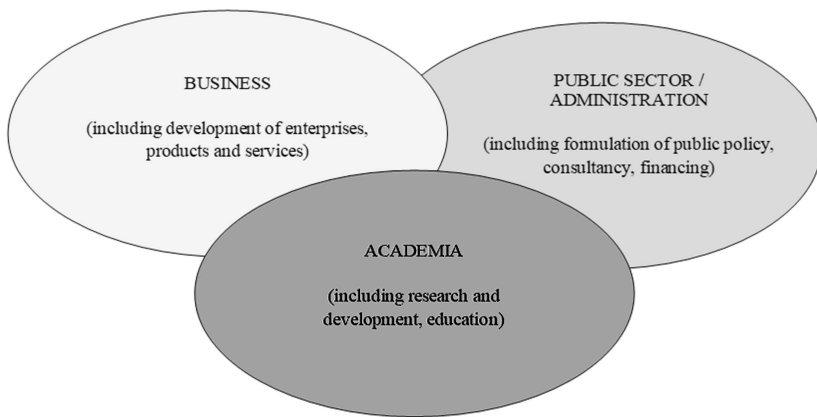 BUSINESS
(including development of enterprises,
products and services)
PUBLIC SECTOR /
ADMINISTRATION
(including formulation of public policy,
consultancy, financing)
ACADEMIA
(including research and
development, education)